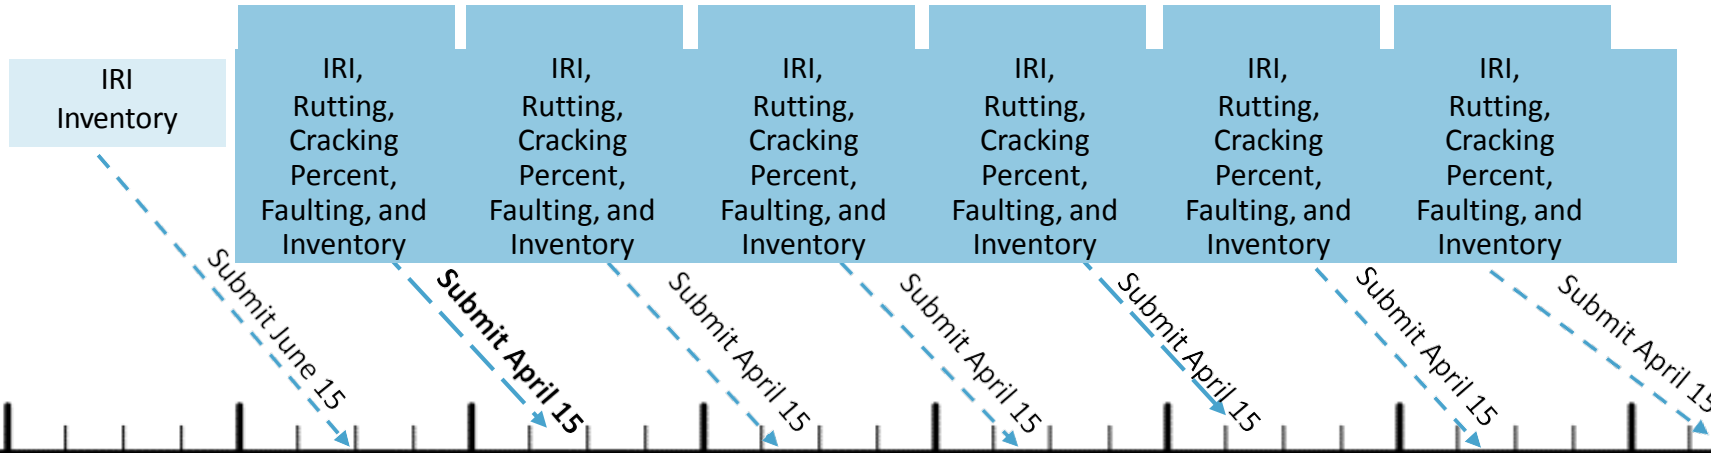 IRI
Inventory
IRI,
Rutting,
Cracking
Percent,
Faulting, and
Inventory
IRI,
Rutting,
Cracking
Percent,
Faulting, and
Inventory
IRI,
Rutting,
Cracking
Percent,
Faulting, and
Inventory
IRI,
Rutting,
Cracking
Percent,
Faulting, and
Inventory
IRI,
Rutting,
Cracking
Percent,
Faulting, and
Inventory
IRI,
Rutting,
Cracking
Percent,
Faulting, and
Inventory
Submit June 15
Submit April 15
Submit April 15
Submit April 15
Submit April 15
Submit April 15
Submit April 15